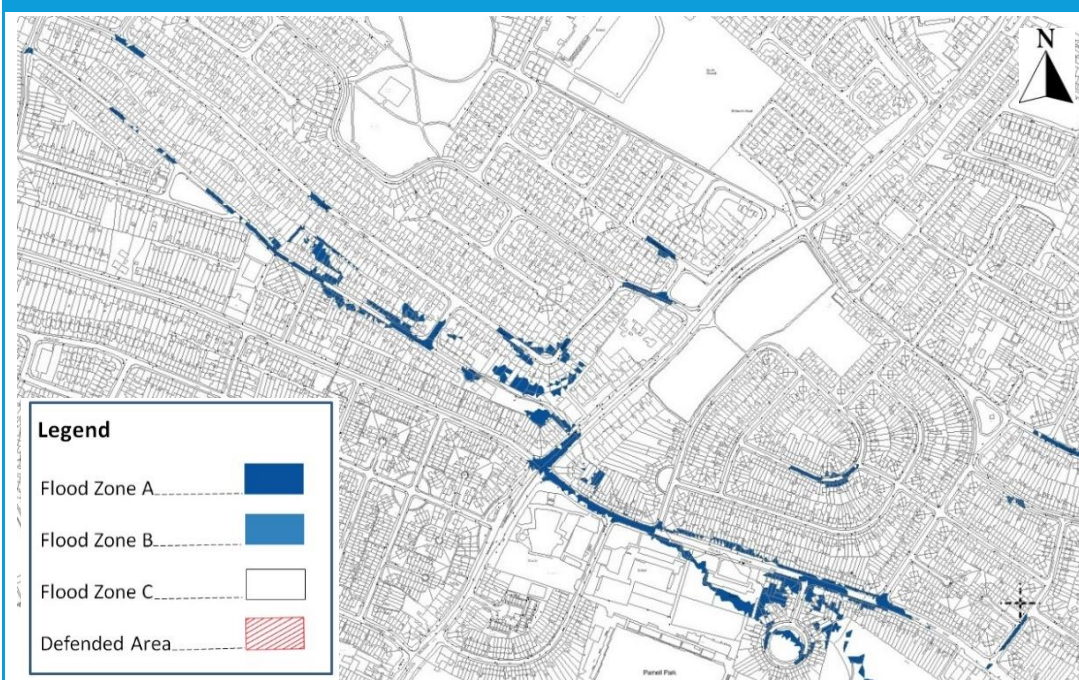 N
Legend
Flood Zone A
Flood Zone B
Flood Zone C
Defended Area
Parnell Park